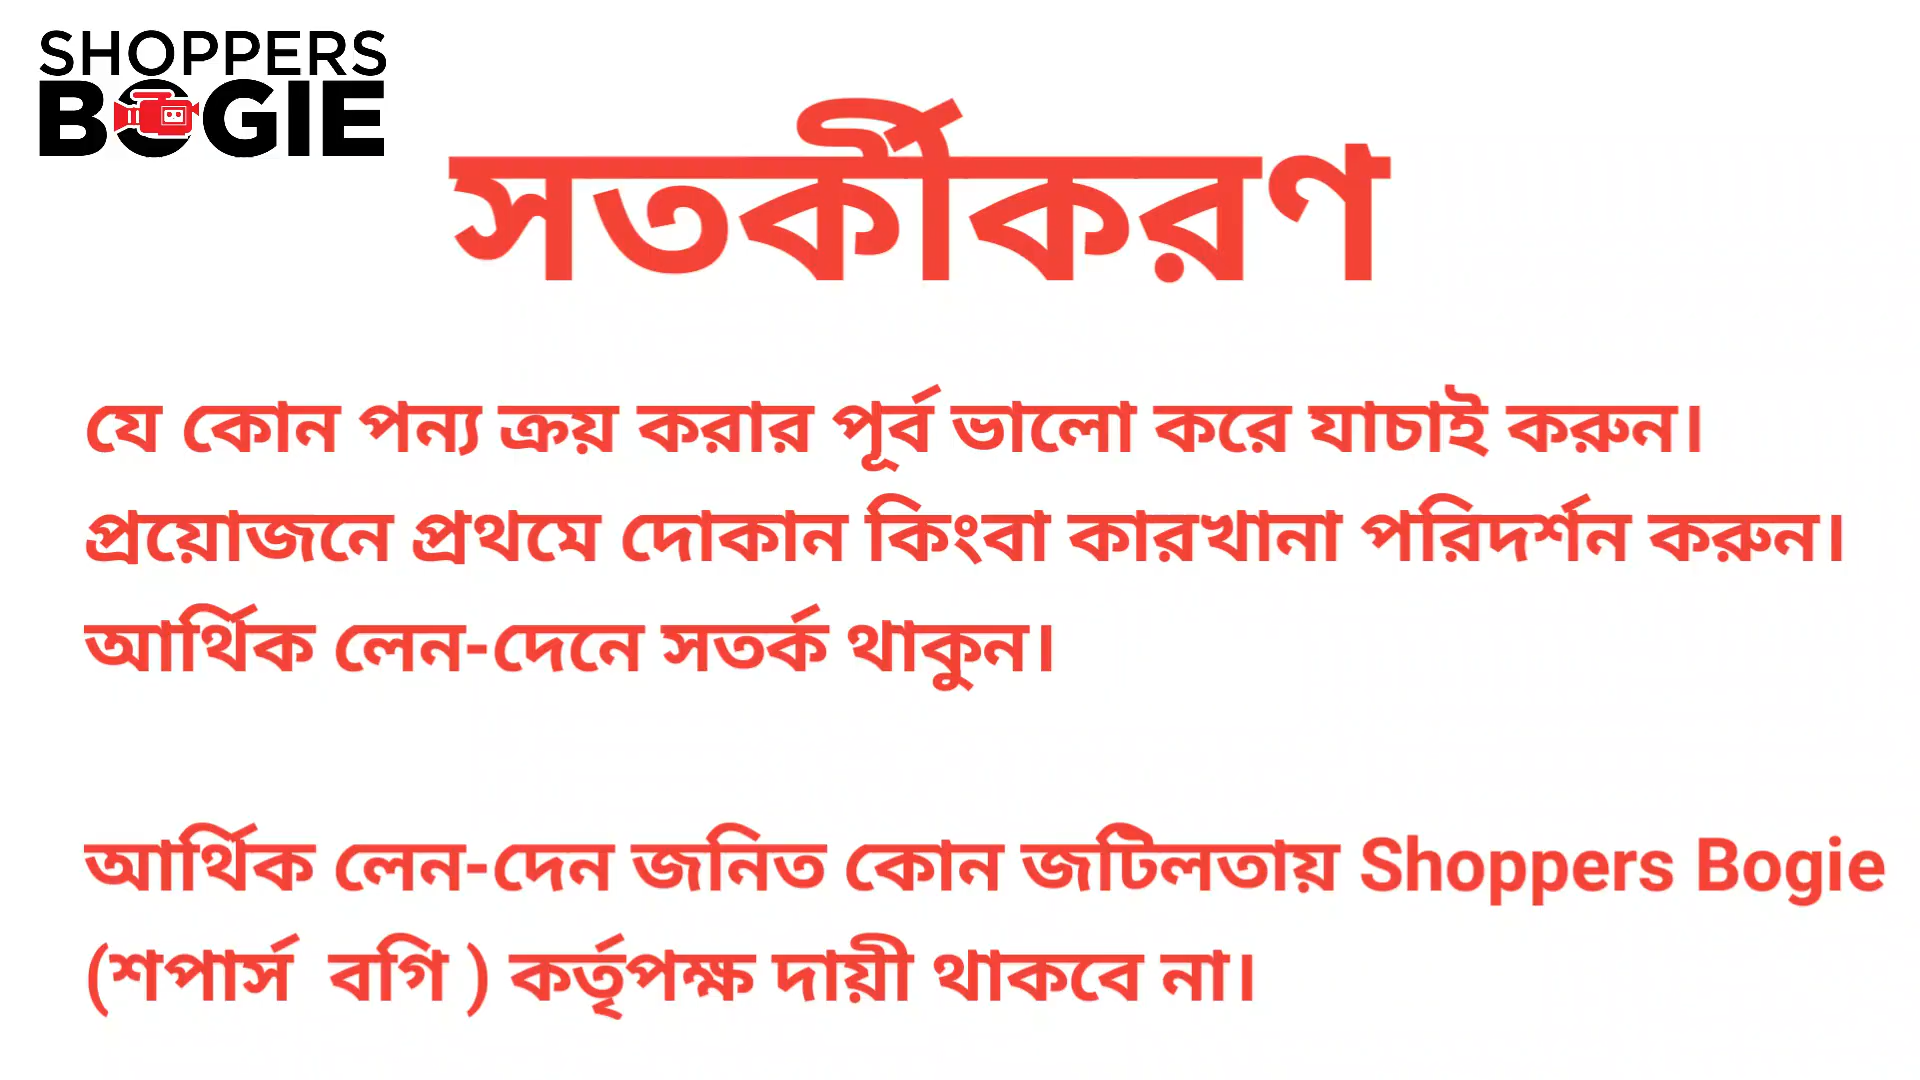 SHOPPERS
BOGIE
সতর্কীকরণ
যে কোন পন্য ক্রয় করার পূর্ব ভালো করে যাচাই করুন।
প্রয়োজনে প্রথমে দোকান কিংবা কারখানা পরিদর্শন করুন।
আর্থিক লেন-দেনে সতর্ক থাকুন।
আর্থিক লেন-দেন জনিত কোন জটিলতায় Shoppers Bogie
(শপার্স বগি ) কর্তৃপক্ষ দায়ী থাকবে না।